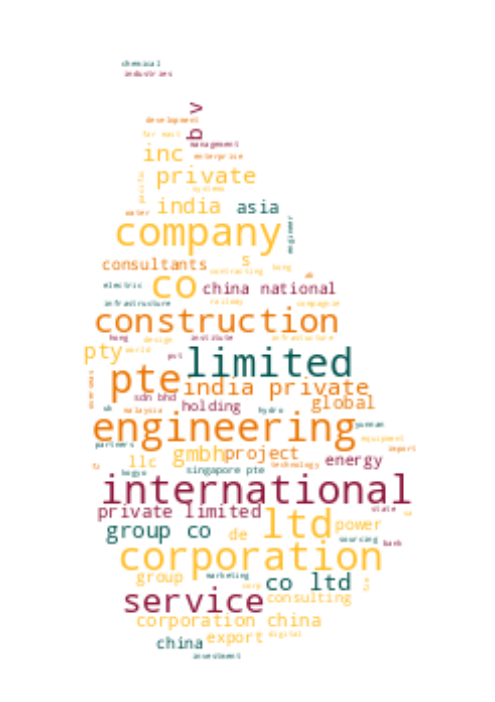 chemical
industries
b v
development
far east
management
inc
enterprise
private
pacific
systems
india
asia
water
company
engineer
consultants
s
contracting
hong
co
china national
electric
infrastructure
railway
compagnie
construction
hong
design
institute
infrastructure
pty
world
pvt
limited
pte
india private
overseas
sdn bhd
holding
global
uk
malaysia
hydro
engineering
yunnan
partners
equipment
import
gmbh
project
llc
energy
kogyo
singapore pte
technology
international
private limited
state
ltd
group co
de
power
sourcing
bank
corporation
group
marketing
co ltd
corp
service
consulting
corporation china
china
export
digital
investment